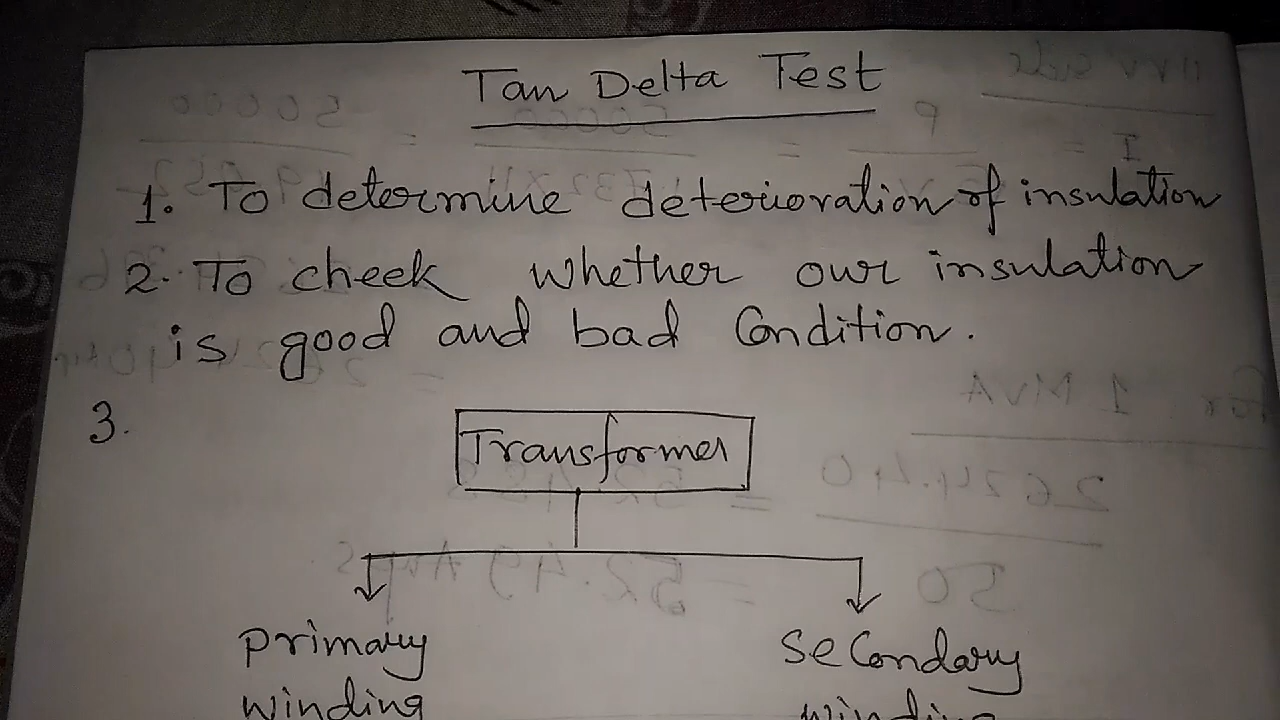 Tan Delta Test
1. To determine deterioration of insulation
2. To cheek whether our insulation
is good and bad Condition.
3.
Transformer
Primary Secondary
winding winding